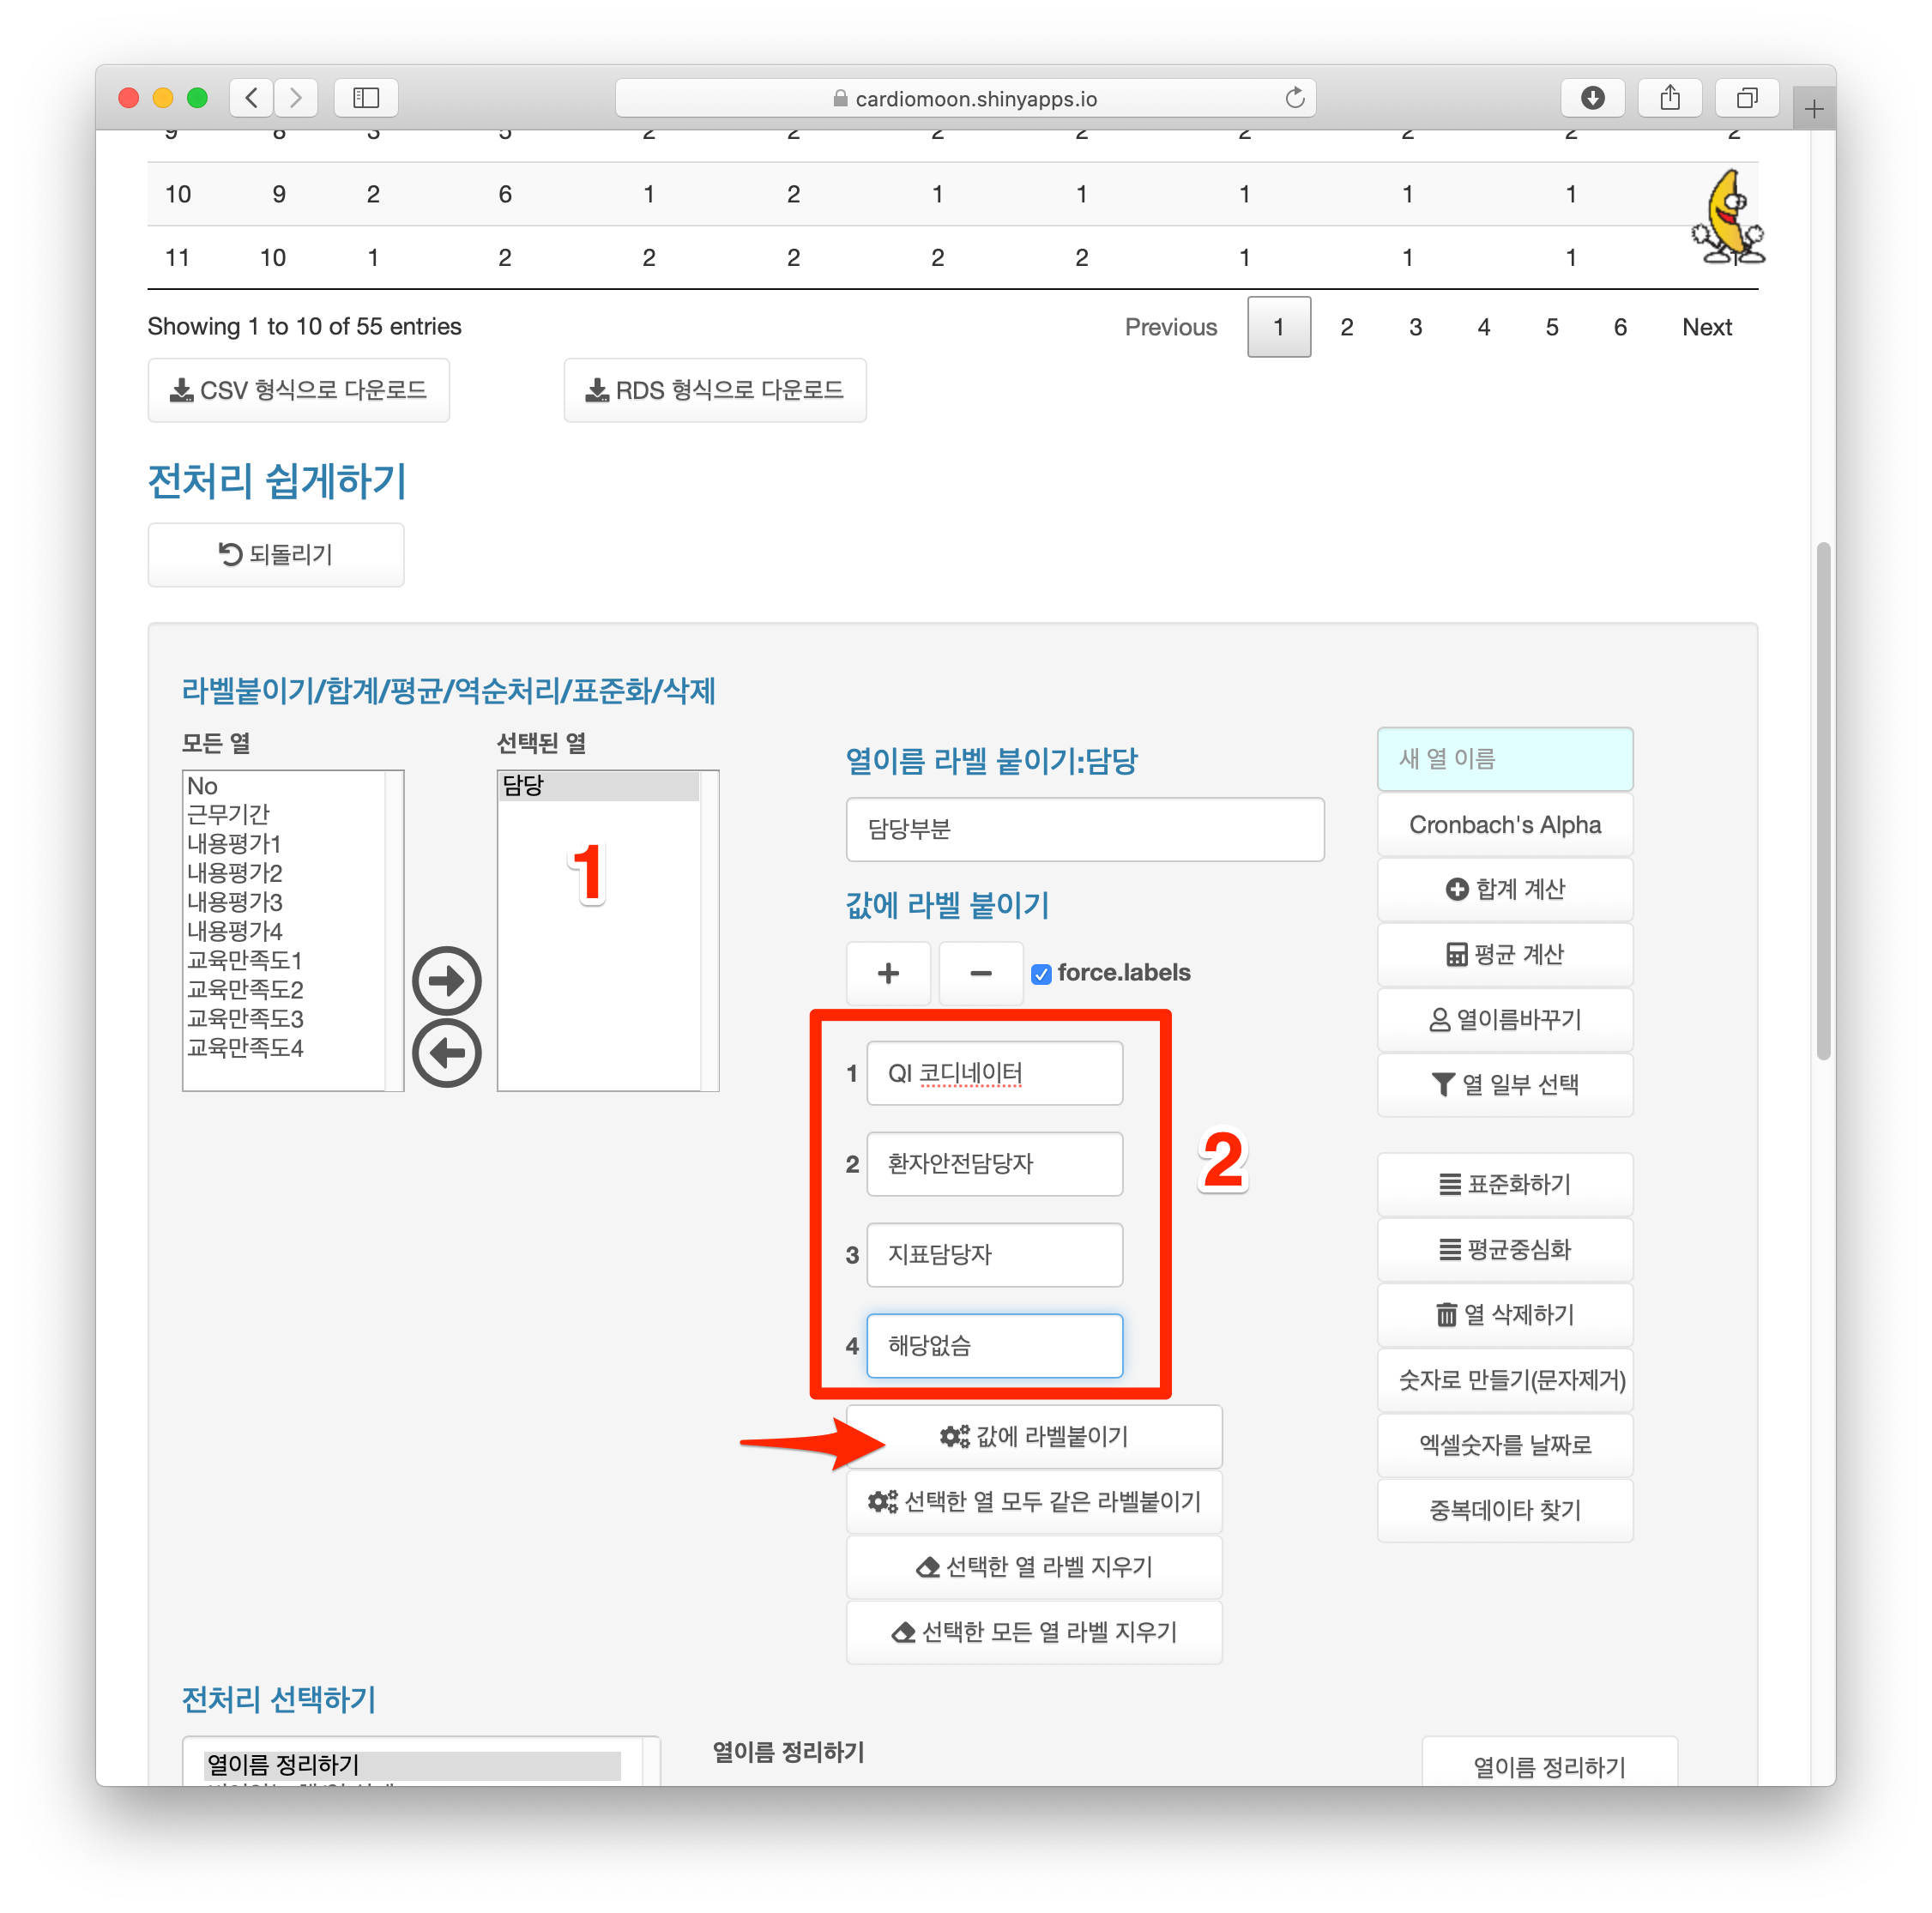 cardiomoon.shinyapps.io
9 8 3 5 2 2 2 2 2 2 2 2
10 9 2 6 1 2 1 1 1 1 1
11 10 1 2 2 2 2 2 1 1 1
Showing 1 to 10 of 55 entries
Previous 1 2 3 4 5 6 Next
CSV 형식으로 다운로드
RDS 형식으로 다운로드
전처리 쉽게하기
되돌리기
라벨붙이기/합계/평균/역순처리/표준화/삭제
모든 열
No
근무기간
내용평가1
내용평가2
내용평가3
내용평가4
교육만족도1
교육만족도2
교육만족도3
교육만족도4
선택된 열
담당
1
열이름 라벨 붙이기:담당
담당부분
값에 라벨 붙이기
+ − force.labels
1 QI 코디네이터
2 환자안전담당자
3 지표담당자
4 해당없슴
2
값에 라벨붙이기
선택한 열 모두 같은 라벨붙이기
선택한 열 라벨 지우기
선택한 모든 열 라벨 지우기
새 열 이름
Cronbach's Alpha
합계 계산
평균 계산
열이름바꾸기
열 일부 선택
표준화하기
평균중심화
열 삭제하기
숫자로 만들기(문자제거)
엑셀숫자를 날짜로
중복데이타 찾기
전처리 선택하기
열이름 정리하기
열이름 정리하기
열이름 정리하기